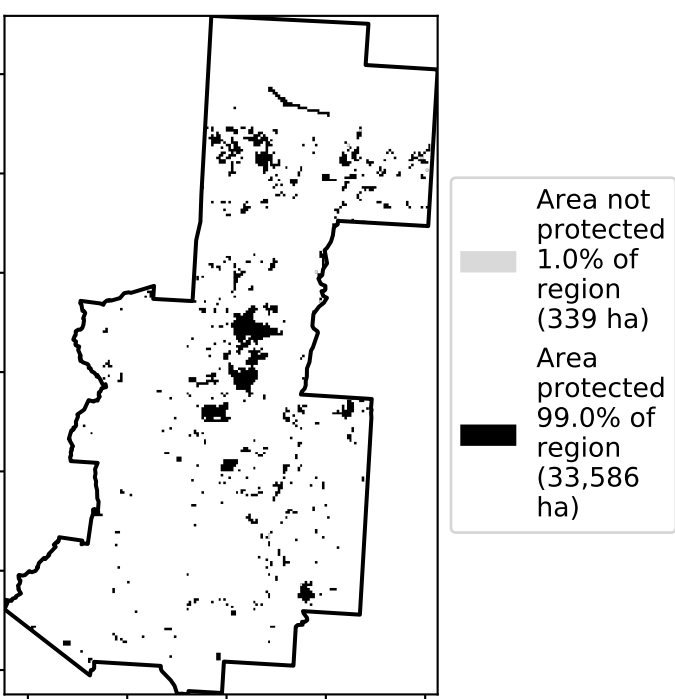 Area not
protected
1.0% of
region
(339 ha)
Area
protected
99.0% of
region
(33,586
ha)